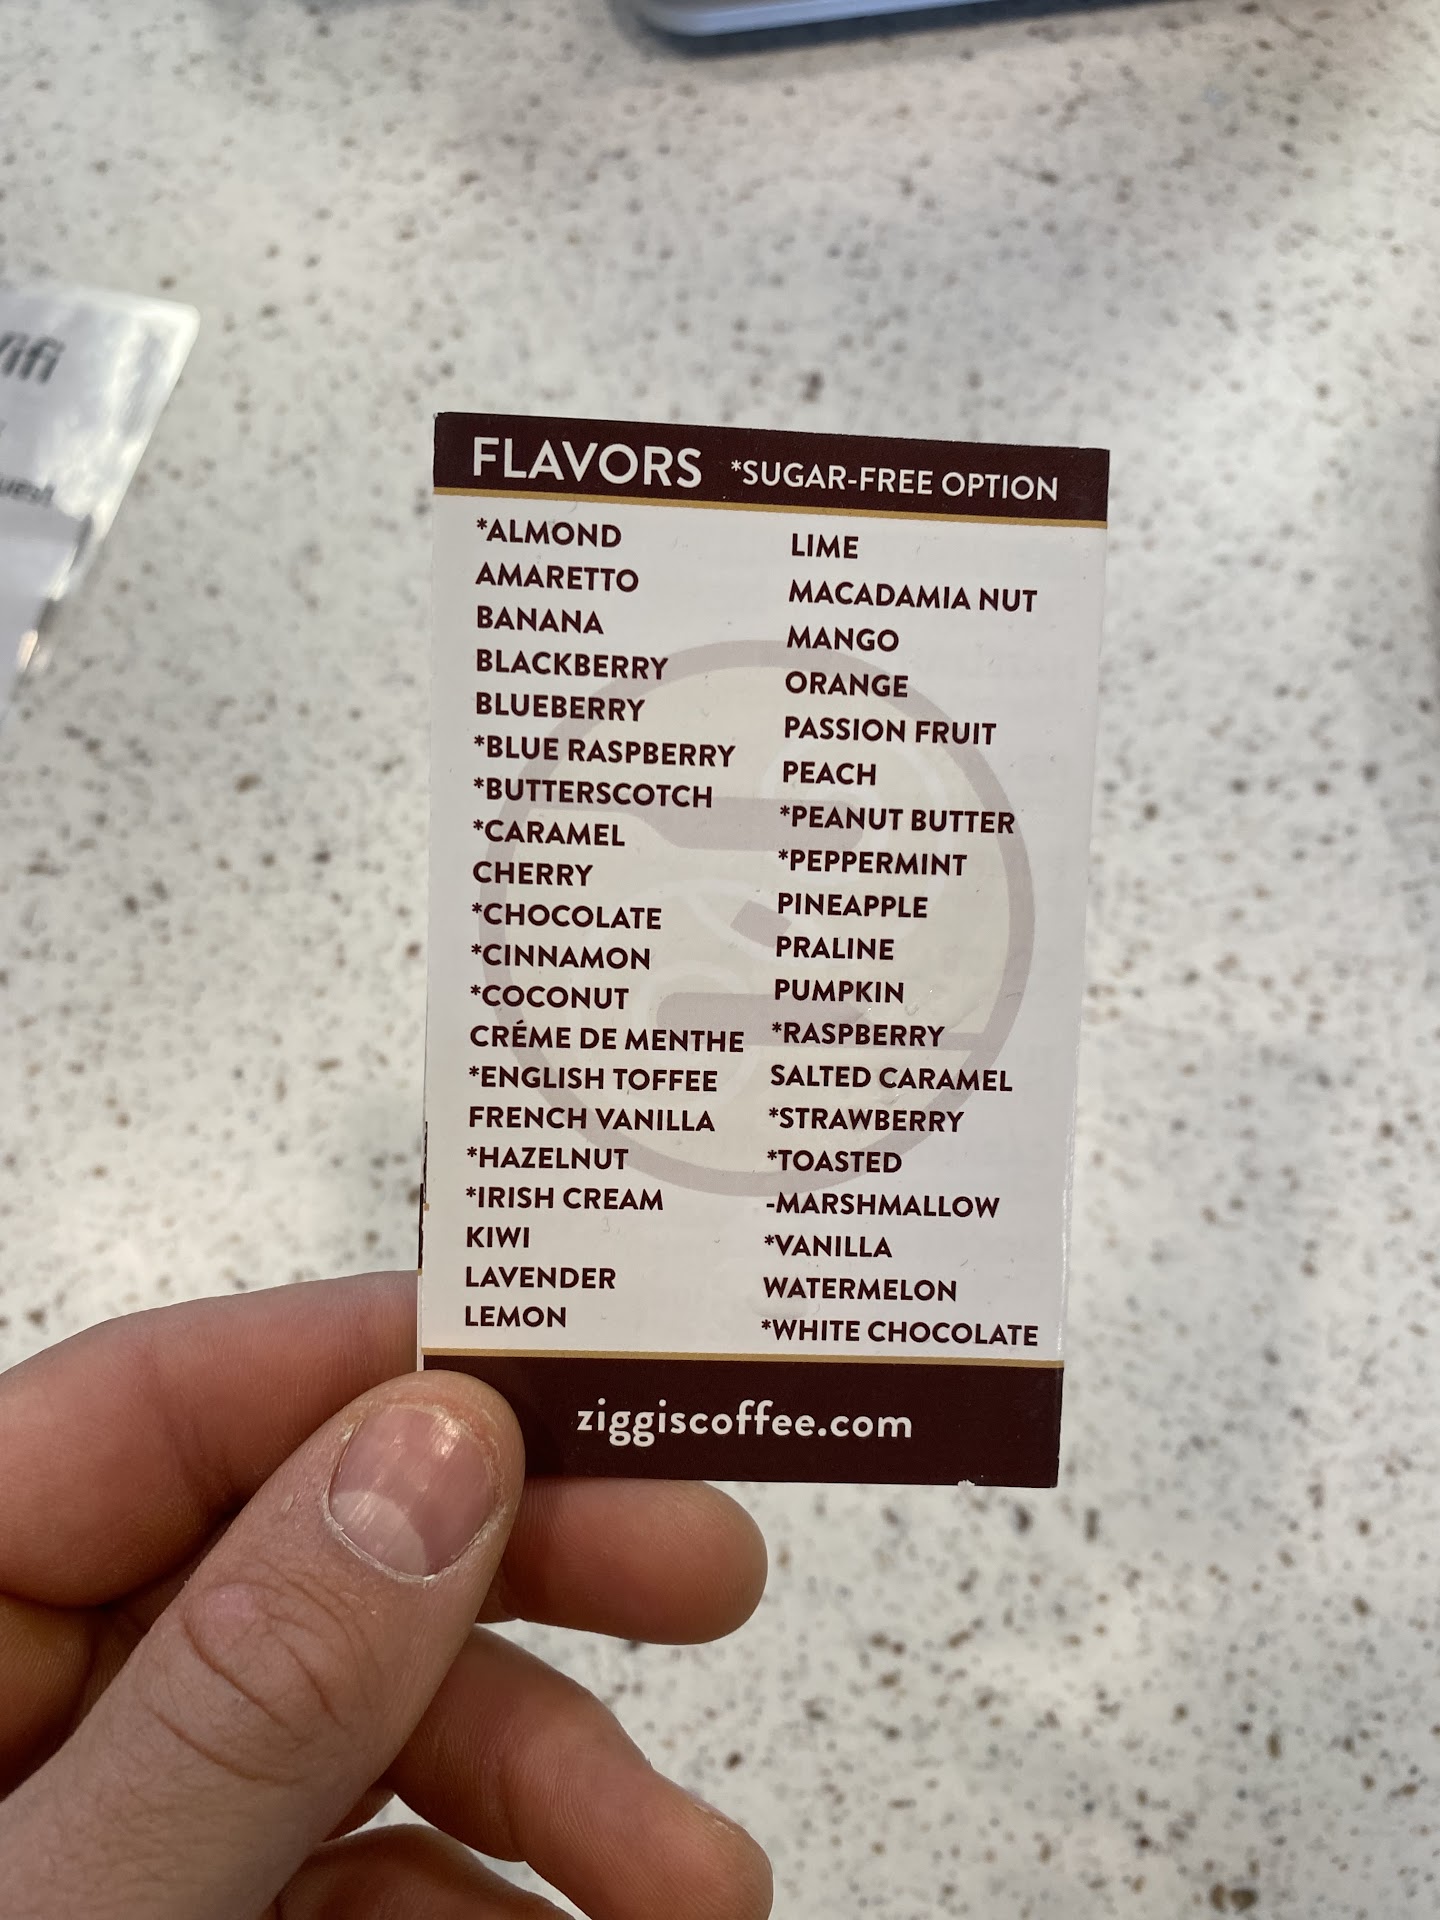 FLAVORS *SUGAR-FREE OPTION
*ALMOND
AMARETTO
BANANA
BLACKBERRY
BLUEBERRY
*BLUE RASPBERRY
*BUTTERSCOTCH
*CARAMEL
CHERRY
*CHOCOLATE
*CINNAMON
*COCONUT
CRÉME DE MENTHE
*ENGLISH TOFFEE
FRENCH VANILLA
*HAZELNUT
*IRISH CREAM
KIWI
LAVENDER
LEMON
LIME
MACADAMIA NUT
MANGO
ORANGE
PASSION FRUIT
PEACH
*PEANUT BUTTER
*PEPPERMINT
PINEAPPLE
PRALINE
PUMPKIN
*RASPBERRY
SALTED CARAMEL
*STRAWBERRY
*TOASTED
-MARSHMALLOW
*VANILLA
WATERMELON
*WHITE CHOCOLATE
ziggiscoffee.com